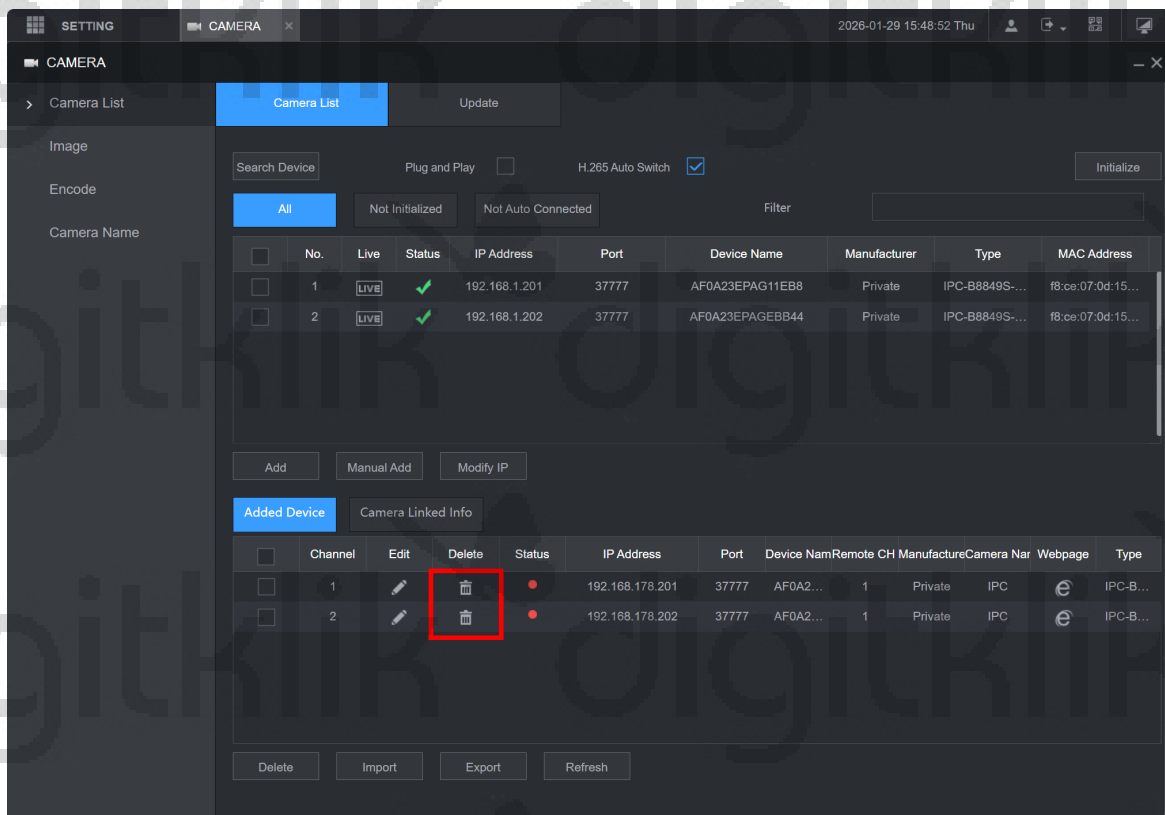 SETTING CAMERA × 2026-01-29 15:48:52 Thu
CAMERA
Camera List
Image
Encode
Camera Name
Camera List Update
Search Device Plug and Play H.265 Auto Switch Initialize
All Not Initialized Not Auto Connected Filter
No. Live Status IP Address Port Device Name Manufacturer Type MAC Address
1 LIVE 192.168.1.201 37777 AF0A23EPAG11EB8 Private IPC-B8849S-... f8:ce:07:0d:15...
2 LIVE 192.168.1.202 37777 AF0A23EPAGEBB44 Private IPC-B8849S-... f8:ce:07:0d:15...
Add Manual Add Modify IP
Added Device Camera Linked Info
Channel Edit Delete Status IP Address Port Device Nam Remote CH Manufacture Camera Nar Webpage Type
1 192.168.178.201 37777 AF0A2... 1 Private IPC IPC-B...
2 192.168.178.202 37777 AF0A2... 1 Private IPC IPC-B...
Delete Import Export Refresh
digitklik